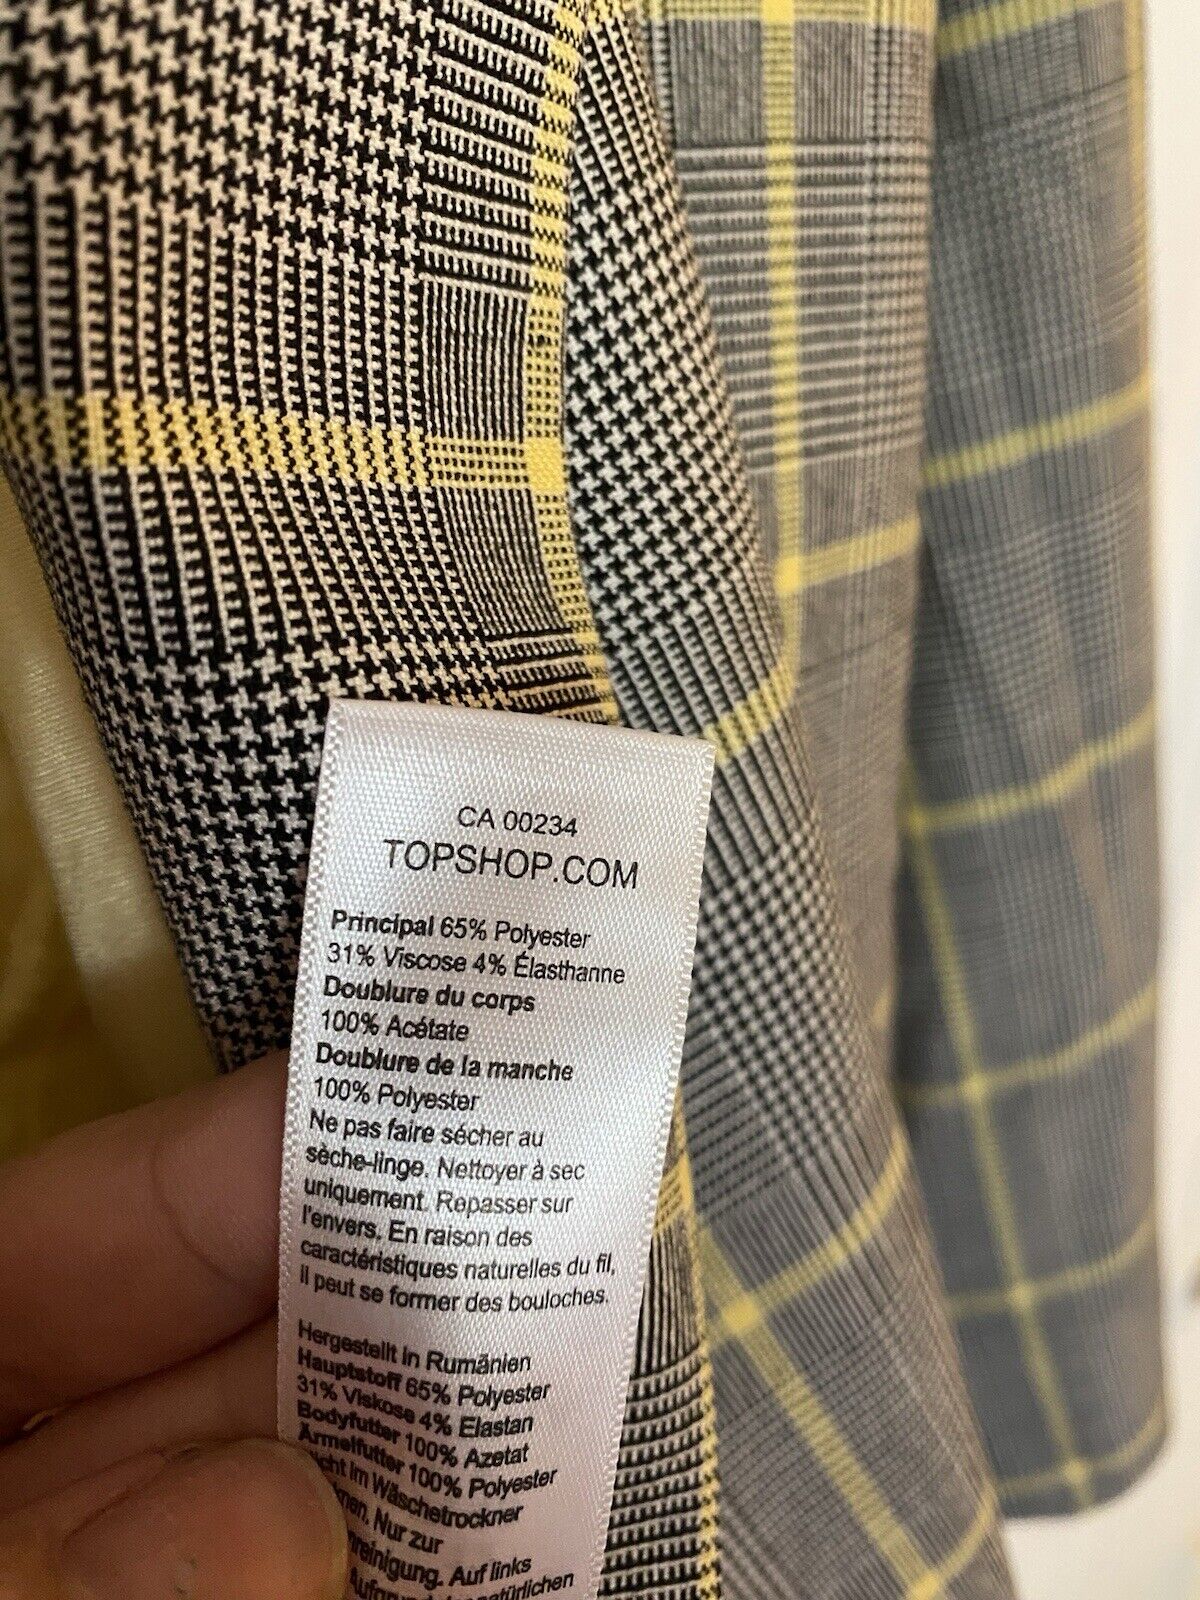 CA 00234
TOPSHOP.COM
Principal 65% Polyester
31% Viscose 4% Élasthanne
Doublure du corps
100% Acétate
Doublure de la manche
100% Polyester
Ne pas faire sécher au
sèche-linge. Nettoyer à sec
uniquement. Repasser sur
l'envers. En raison des
caractéristiques naturelles du fil,
il peut se former des bouloches.
Hergestellt in Rumänien
Hauptstoff 65% Polyester
31% Viskose 4% Elastan
Bodyfutter 100% Azetat
Ärmelfutter 100% Polyester
im Wäschetrockner
Nur zur
Auf links